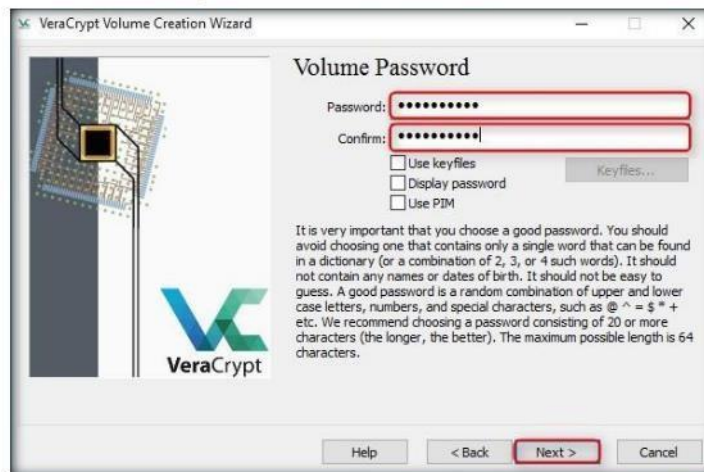 VeraCrypt Volume Creation Wizard
Volume Password
Password: ••••••••••
Confirm: ••••••••••
Use keyfiles
Keyfiles...
Display password
Use PIM
It is very important that you choose a good password. You should
avoid choosing one that contains only a single word that can be found
in a dictionary (or a combination of 2, 3, or 4 such words). It should
not contain any names or dates of birth. It should not be easy to
guess. A good password is a random combination of upper and lower
case letters, numbers, and special characters, such as @ ^ = $ * +
etc. We recommend choosing a password consisting of 20 or more
characters (the longer, the better). The maximum possible length is 64
characters.
VeraCrypt
Help
< Back
Next >
Cancel